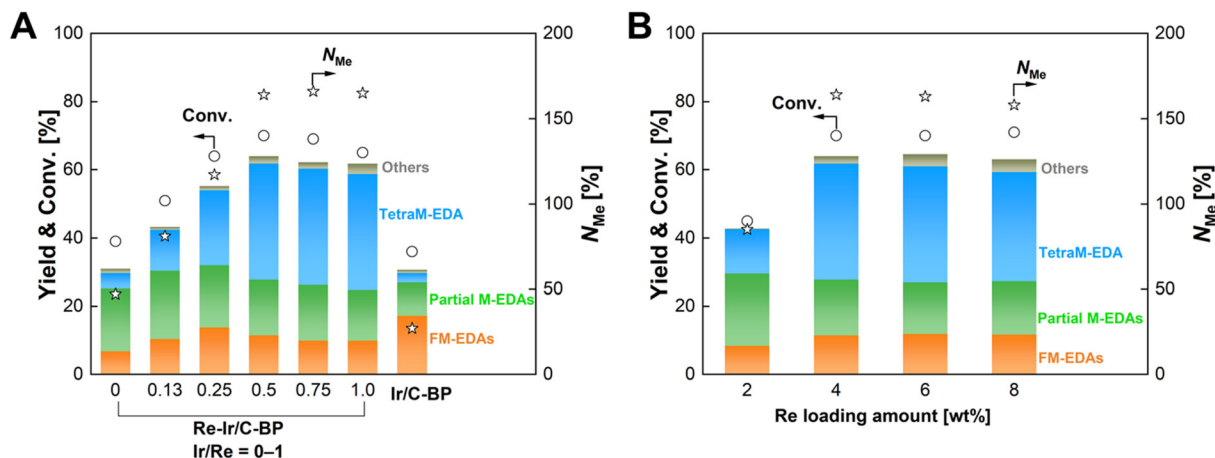 A
Yield & Conv. [%]
100
80
60
40
20
0
200
150
100
50
0
N_Me [%]
N_Me
Conv.
Others
TetraM-EDA
Partial M-EDAs
FM-EDAs
0 0.13 0.25 0.5 0.75 1.0 Ir/C-BP
Re-Ir/C-BP
Ir/Re = 0–1
B
Yield & Conv. [%]
100
80
60
40
20
0
200
150
100
50
0
N_Me [%]
N_Me
Conv.
Others
TetraM-EDA
Partial M-EDAs
FM-EDAs
2 4 6 8
Re loading amount [wt%]